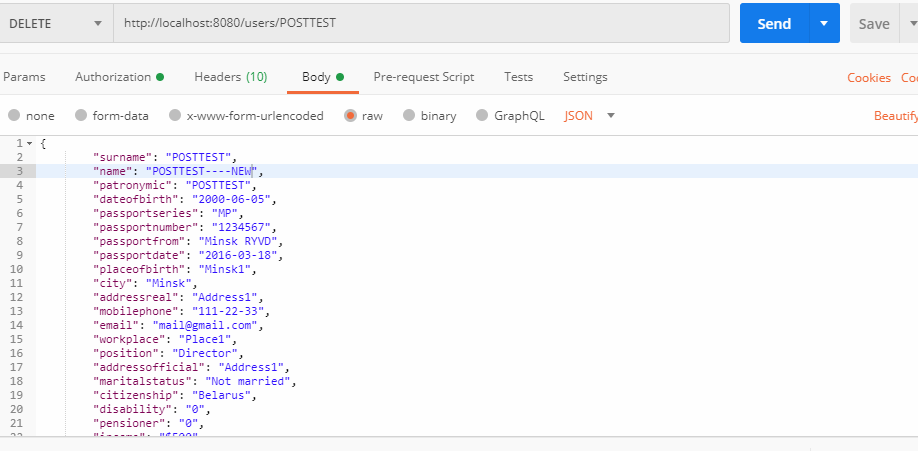 DELETE http://localhost:8080/users/POSTTEST Send Save
Params Authorization Headers (10) Body Pre-request Script Tests Settings Cookies
none form-data x-www-form-urlencoded raw binary GraphQL JSON Beautify
1 {
2 "surname": "POSTTEST",
3 "name": "POSTTEST----NEW",
4 "patronymic": "POSTTEST",
5 "dateofbirth": "2000-06-05",
6 "passportseries": "MP",
7 "passportnumber": "1234567",
8 "passportfrom": "Minsk RYVD",
9 "passportdate": "2016-03-18",
10 "placeofbirth": "Minsk1",
11 "city": "Minsk",
12 "addressreal": "Address1",
13 "mobilephone": "111-22-33",
14 "email": "mail@gmail.com",
15 "workplace": "Place1",
16 "position": "Director",
17 "addressofficial": "Address1",
18 "maritalstatus": "Not married",
19 "citizenship": "Belarus",
20 "disability": "0",
21 "pensioner": "0",